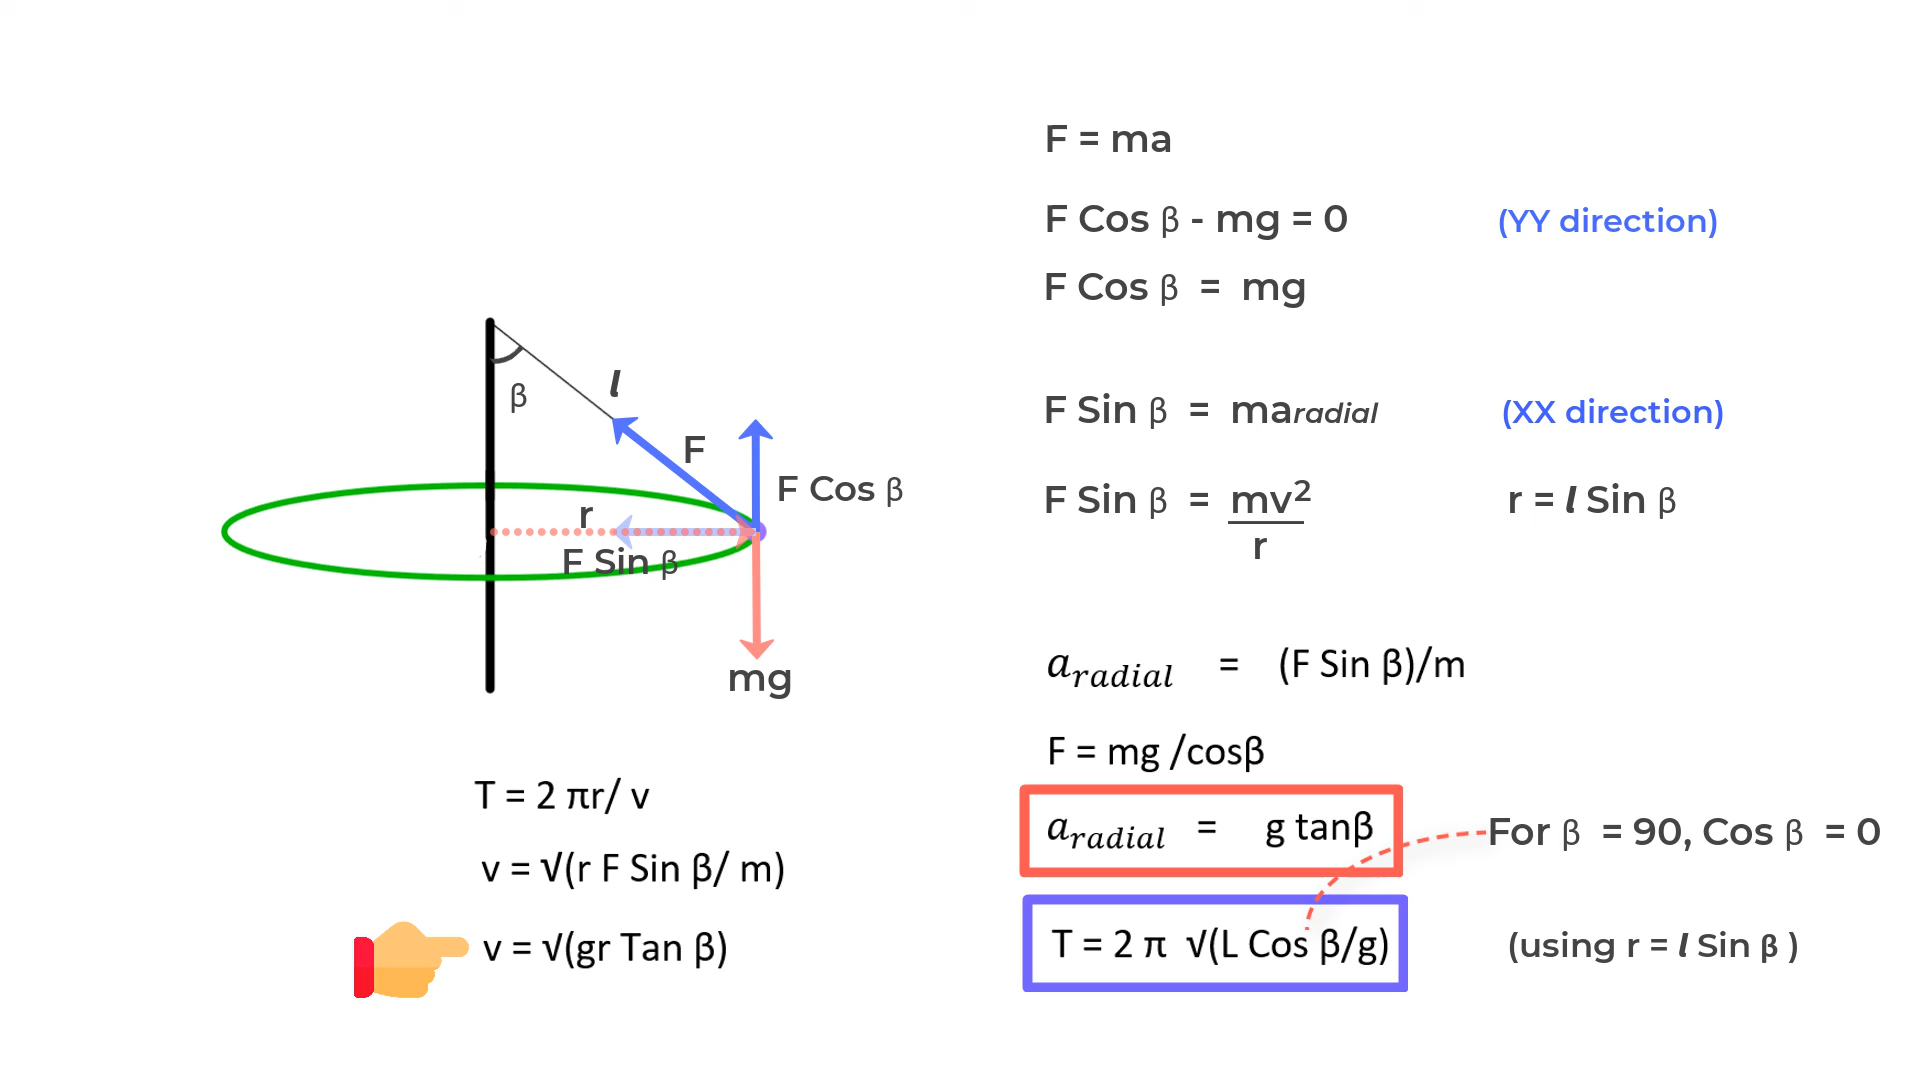 F = ma
F Cos β - mg = 0 (YY direction)
F Cos β = mg
β
l
F
F Cos β
r
F Sin β
mg
F Sin β = maradial (XX direction)
F Sin β = mv² r = l Sin β
r
aradial = (F Sin β)/m
F = mg /cosβ
aradial = g tanβ
For β = 90, Cos β = 0
T = 2 π √(L Cos β/g)
(using r = l Sin β )
T = 2 πr/ v
v = √(r F Sin β/ m)
v = √(gr Tan β)